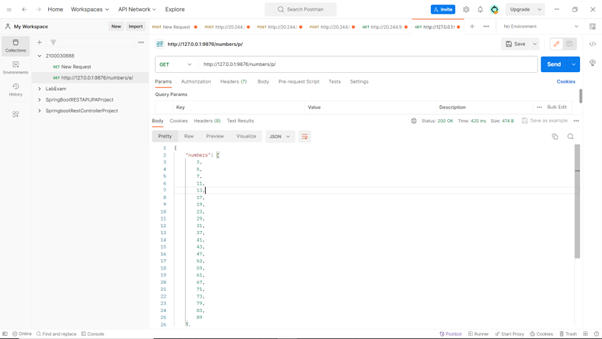 Home Workspaces API Network Explore Search Postman Invite Upgrade
My Workspace New Import POST New Request POST http://20.244. POST http://20.244.1 POST http://20.244.1 GET http://20.244.5 GET http://127.0.0.1 No Environment
Collections
2100030888
http://127.0.0.1:9876/numbers/p/
Save
GET New Request
GET http://127.0.0.1:9876/numbers/e/
GET http://127.0.0.1:9876/numbers/p/ Send
Environments
LabExam
SpringBootRESTAPIJPAProject
SpringbootRestControllerProject
History
Params Authorization Headers (7) Body Pre-request Script Tests Settings Cookies
Query Params
Key Value Description Bulk Edit
Body Cookies Headers (8) Test Results Status: 200 OK Time: 420 ms Size: 474 B Save as example
Pretty Raw Preview Visualize JSON
1 {
2 "numbers": [
3 3,
4 5,
5 7,
6 11,
7 13,
8 17,
9 19,
10 23,
11 29,
12 31,
13 37,
14 41,
15 43,
16 47,
17 53,
18 59,
19 61,
20 67,
21 71,
22 73,
23 79,
24 83,
25 89
26 ],
Online Find and replace Console Postbot Runner Start Proxy Cookies Trash